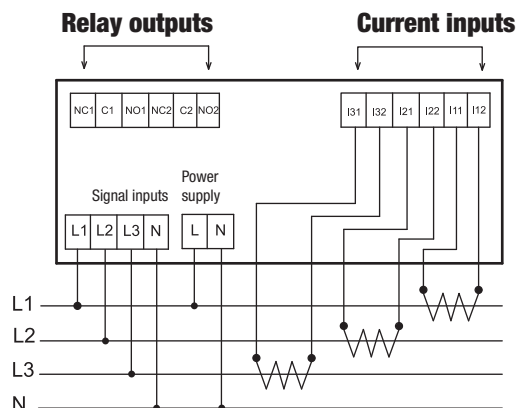 Relay outputs Current inputs
NC1 C1 NO1 NC2 C2 NO2 I31 I32 I21 I22 I11 I12
Power
Signal inputs supply
L1 L2 L3 N L N
L1
L2
L3
N